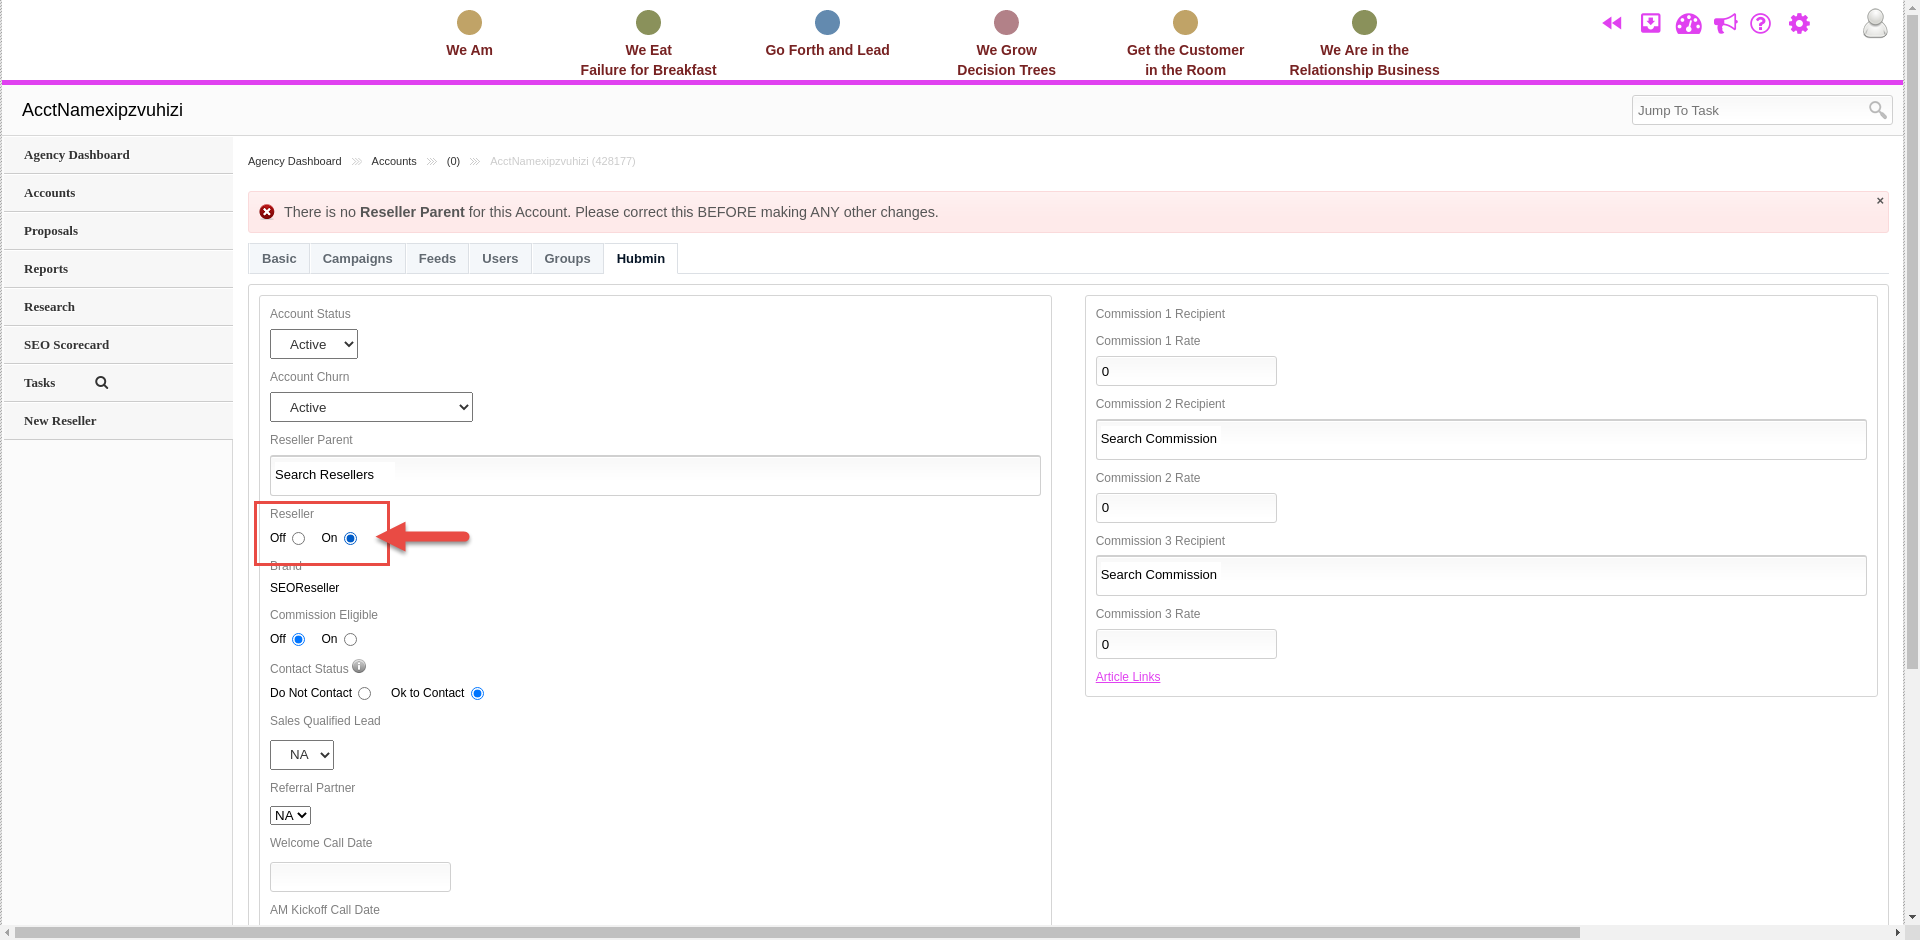 We Am
We Eat
Failure for Breakfast
Go Forth and Lead
We Grow
Decision Trees
Get the Customer
in the Room
We Are in the
Relationship Business
AcctNamexipzvuhizi
Jump To Task
Agency Dashboard
Accounts
Proposals
Reports
Research
SEO Scorecard
Tasks
New Reseller
Agency Dashboard Accounts (0) AcctNamexipzvuhizi (428177)
There is no Reseller Parent for this Account. Please correct this BEFORE making ANY other changes.
×
Basic Campaigns Feeds Users Groups Hubmin
Account Status
Active
Account Churn
Active
Reseller Parent
Search Resellers
Reseller
Off On
Brand
SEOReseller
Commission Eligible
Off On
Contact Status
Do Not Contact Ok to Contact
Sales Qualified Lead
NA
Referral Partner
NA
Welcome Call Date
AM Kickoff Call Date
Commission 1 Recipient
Commission 1 Rate
0
Commission 2 Recipient
Search Commission
Commission 2 Rate
0
Commission 3 Recipient
Search Commission
Commission 3 Rate
0
Article Links